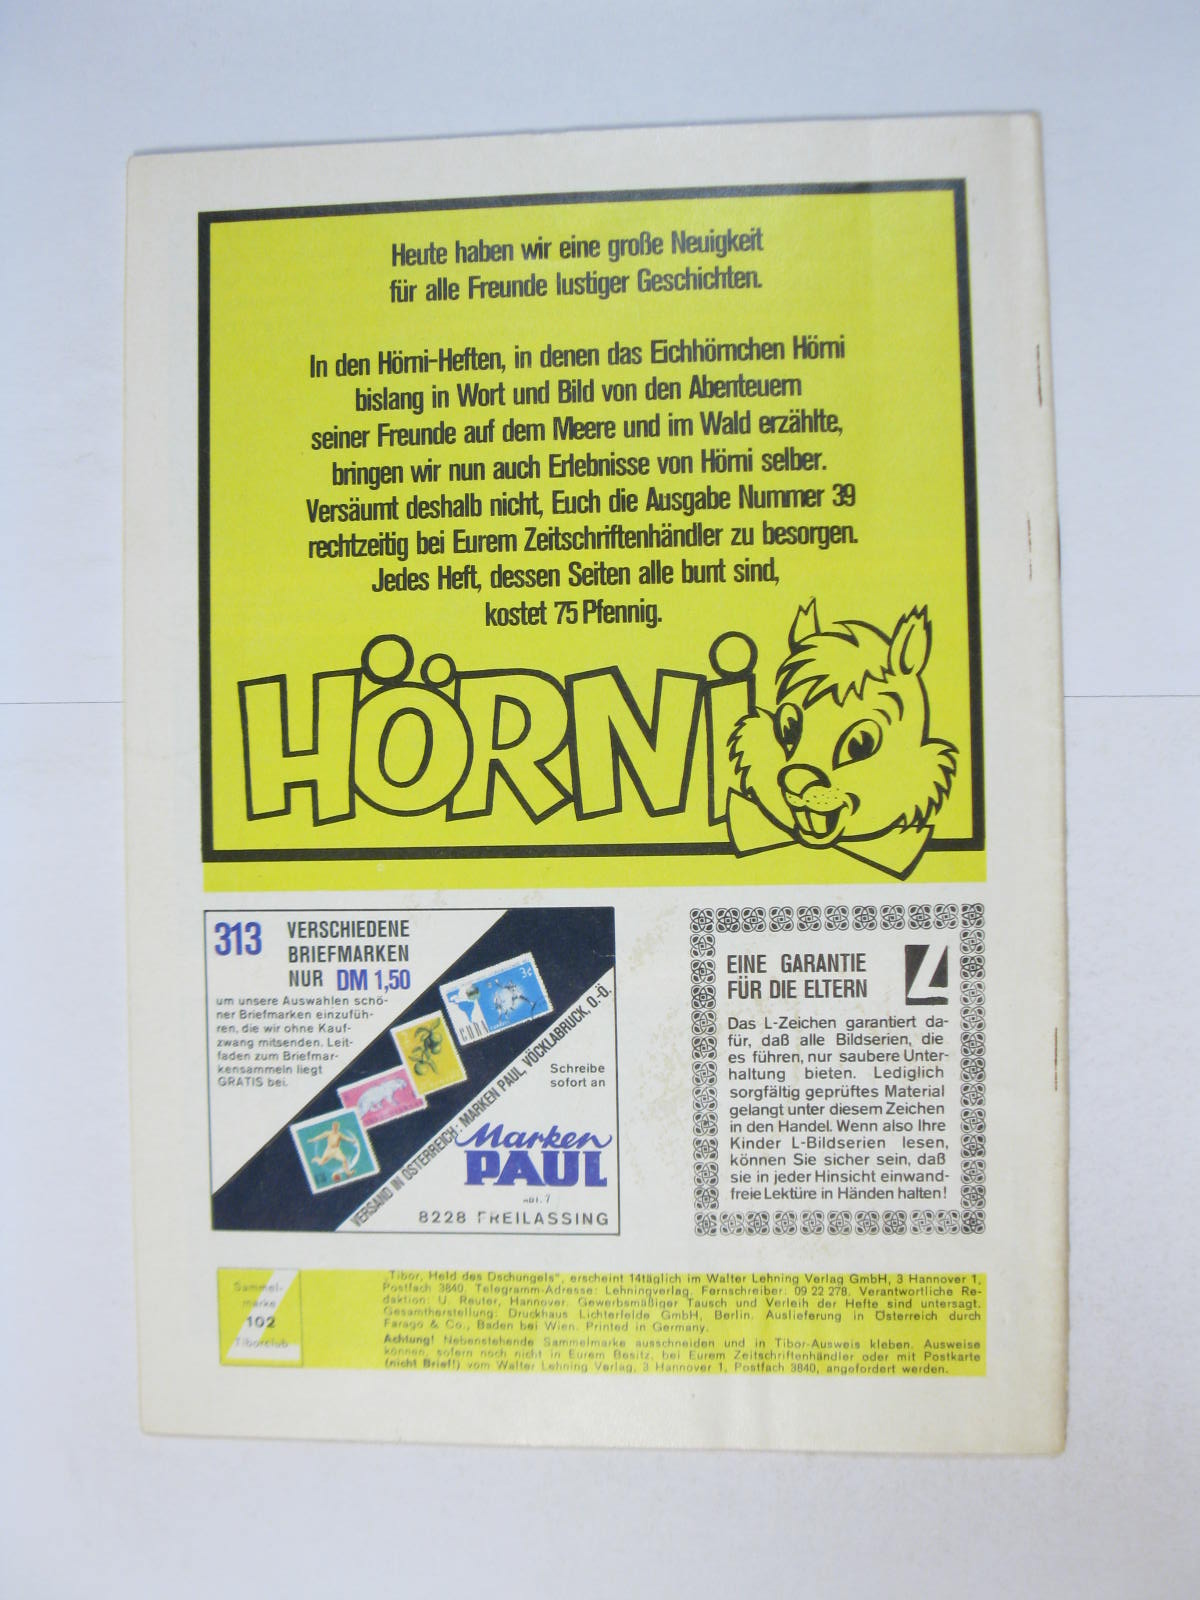 Heute haben wir eine große Neuigkeit
für alle Freunde lustiger Geschichten.
In den Hörni-Heften, in denen das Eichhörnchen Hörni
bislang in Wort und Bild von den Abenteuern
seiner Freunde auf dem Meere und im Wald erzählte,
bringen wir nun auch Erlebnisse von Hörni selber.
Versäumt deshalb nicht, Euch die Ausgabe Nummer 39
rechtzeitig bei Eurem Zeitschriftenhändler zu besorgen.
Jedes Heft, dessen Seiten alle bunt sind,
kostet 75 Pfennig.
HÖRNi
313 VERSCHIEDENE
BRIEFMARKEN
NUR DM 1,50
um unsere Auswahlen schö-
ner Briefmarken einzufüh-
ren, die wir ohne Kauf-
zwang mitsenden. Leit-
faden zum Briefmar-
kensammeln liegt
GRATIS bei.
3c
CUBA
VERSAND IN ÖSTERREICH: MARKEN PAUL, VÖCKLABRUCK, O.-Ö.
Schreibe
sofort an
Marken
PAUL
Abt. 7
8228 FREILASSING
EINE GARANTIE
FÜR DIE ELTERN
L
Das L-Zeichen garantiert da-
für, daß alle Bildserien, die
es führen, nur saubere Unter-
haltung bieten. Lediglich
sorgfältig geprüftes Material
gelangt unter diesem Zeichen
in den Handel. Wenn also Ihre
Kinder L-Bildserien lesen,
können Sie sicher sein, daß
sie in jeder Hinsicht einwand-
freie Lektüre in Händen halten!
Sammel-
marke
102
Tiborclub
„Tibor, Held des Dschungels“, erscheint 14täglich im Walter Lehning Verlag GmbH, 3 Hannover 1,
Postfach 3840. Telegramm-Adresse: Lehningverlag. Fernschreiber: 09 22 278. Verantwortliche Re-
daktion: U. Reuter, Hannover. Gewerbsmäßiger Tausch und Verleih der Hefte sind untersagt.
Gesamtherstellung: Druckhaus Lichterfelde GmbH, Berlin. Auslieferung in Österreich durch
Farago & Co., Baden bei Wien. Printed in Germany.
Achtung! Nebenstehende Sammelmarke ausschneiden und in Tibor-Ausweis kleben. Ausweise
können, sofern noch nicht in Eurem Besitz, bei Eurem Zeitschriftenhändler oder mit Postkarte
(nicht Brief!) vom Walter Lehning Verlag, 3 Hannover 1, Postfach 3840, angefordert werden.